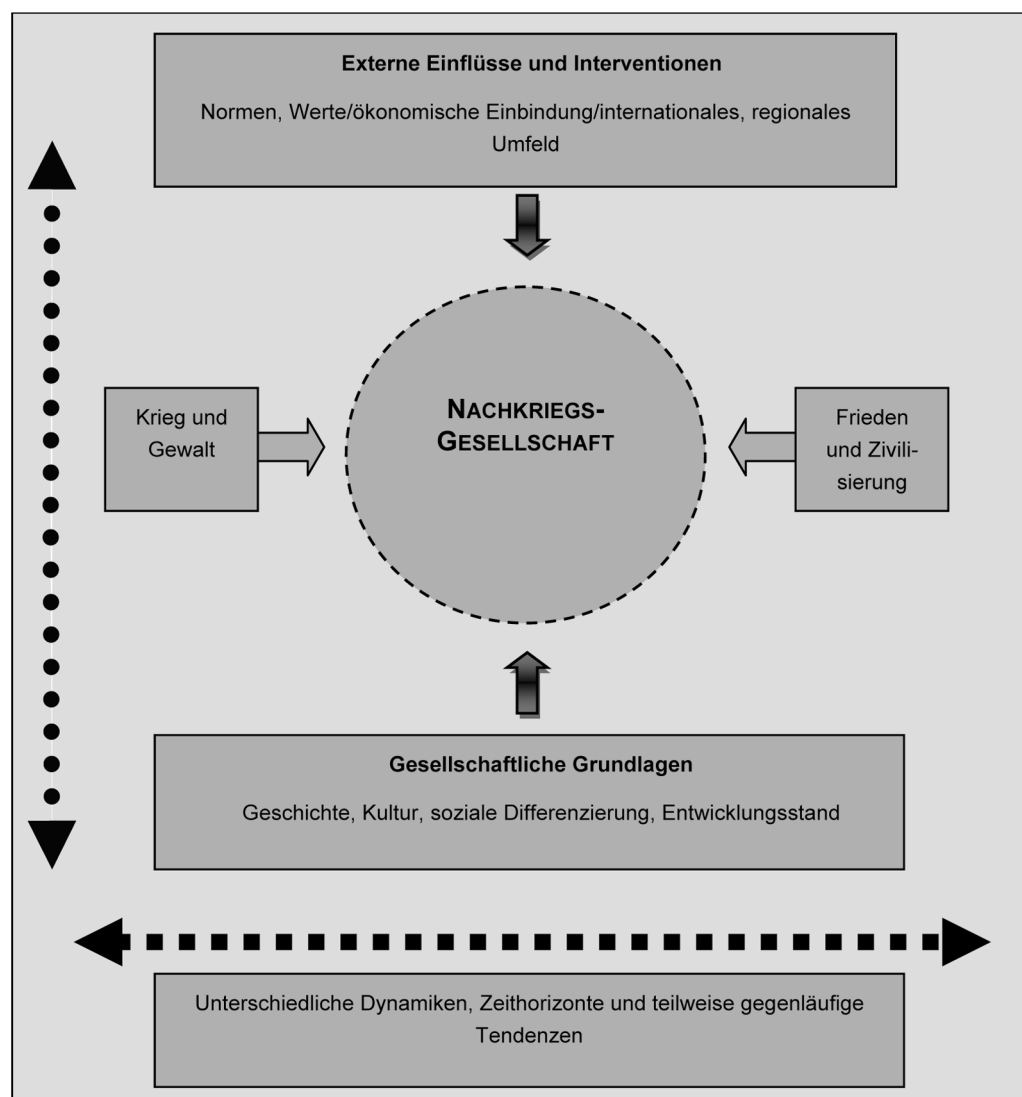 Externe Einflüsse und Interventionen
Normen, Werte/ökonomische Einbindung/internationales, regionales
Umfeld
Krieg und
Gewalt
NACHKRIEGS-
GESELLSCHAFT
Frieden
und Zivili-
sierung
Gesellschaftliche Grundlagen
Geschichte, Kultur, soziale Differenzierung, Entwicklungsstand
Unterschiedliche Dynamiken, Zeithorizonte und teilweise gegenläufige
Tendenzen